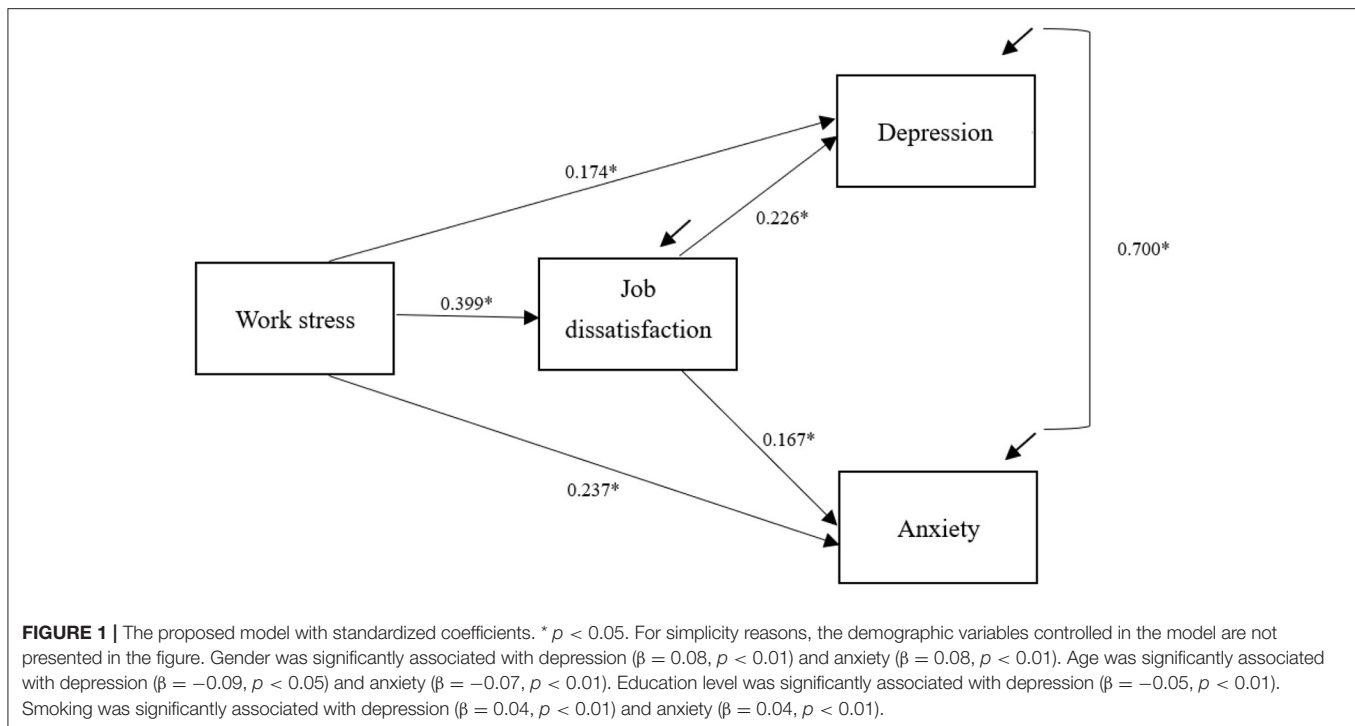 Depression
0.174*
0.226*
0.700*
Work stress
0.399*
Job
dissatisfaction
0.167*
0.237*
Anxiety
FIGURE 1 | The proposed model with standardized coefficients. * p < 0.05. For simplicity reasons, the demographic variables controlled in the model are not
presented in the figure. Gender was significantly associated with depression (β = 0.08, p < 0.01) and anxiety (β = 0.08, p < 0.01). Age was significantly associated
with depression (β = −0.09, p < 0.05) and anxiety (β = −0.07, p < 0.01). Education level was significantly associated with depression (β = −0.05, p < 0.01).
Smoking was significantly associated with depression (β = 0.04, p < 0.01) and anxiety (β = 0.04, p < 0.01).